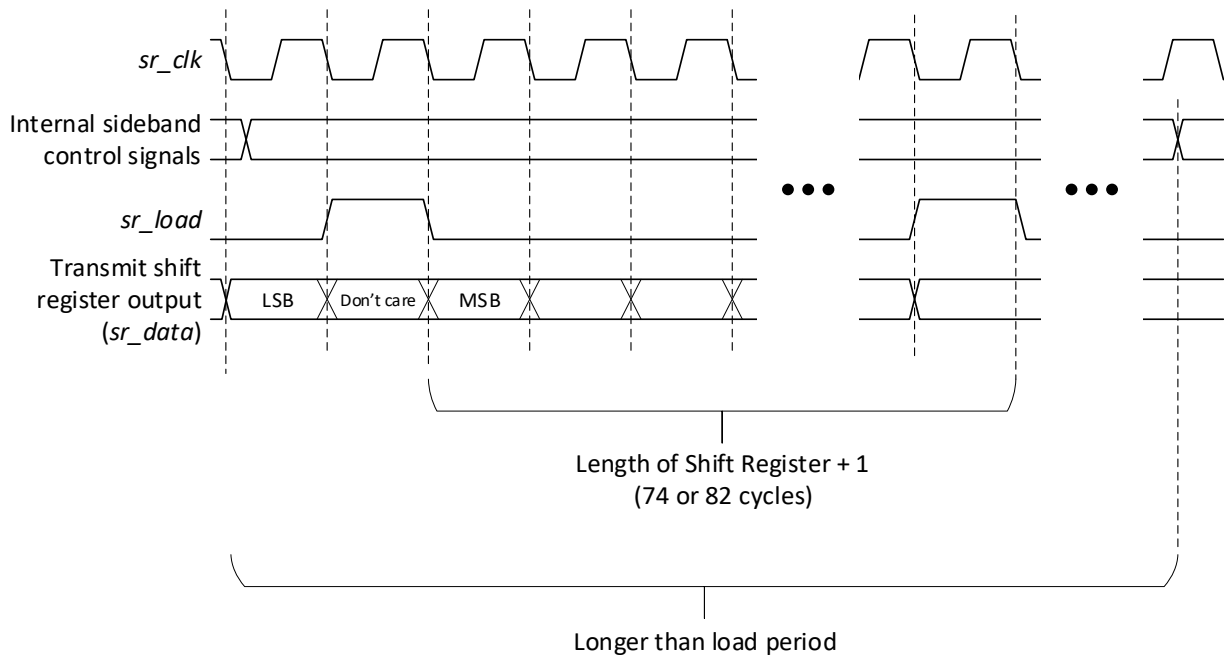 sr_clk
Internal sideband
control signals
sr_load
Transmit shift
register output
(sr_data)
LSB
Don't care
MSB
Length of Shift Register + 1
(74 or 82 cycles)
Longer than load period